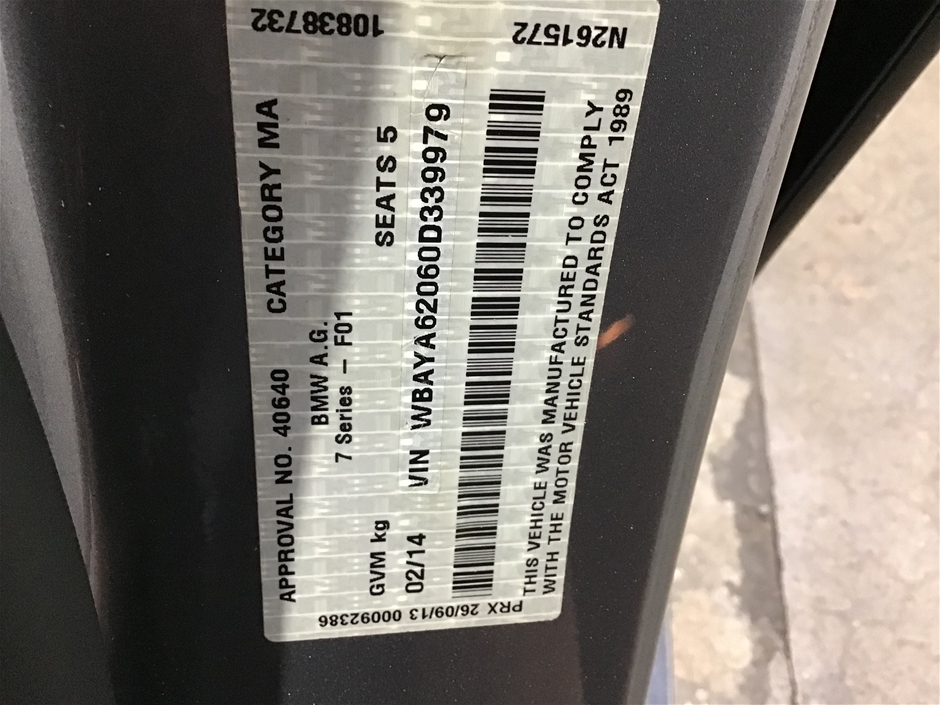 APPROVAL NO. 40640 CATEGORY MA
BMW A.G.
7 Series – F01
GVM kg SEATS 5
02/14 VIN WBAYA62060D339979
THIS VEHICLE WAS MANUFACTURED TO COMPLY
WITH THE MOTOR VEHICLE STANDARDS ACT 1989
10838732
N261572
PRX 26/09/13 00092386